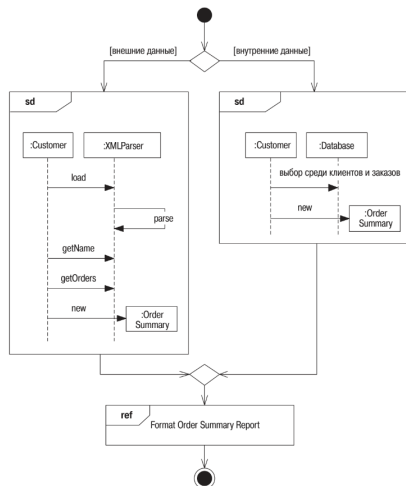 [внешние данные]
[внутренние данные]
sd
:Customer
:XMLParser
load
parse
getName
getOrders
new
:Order
Summary
sd
:Customer
:Database
выбор среди клиентов и заказов
new
:Order
Summary
ref
Format Order Summary Report